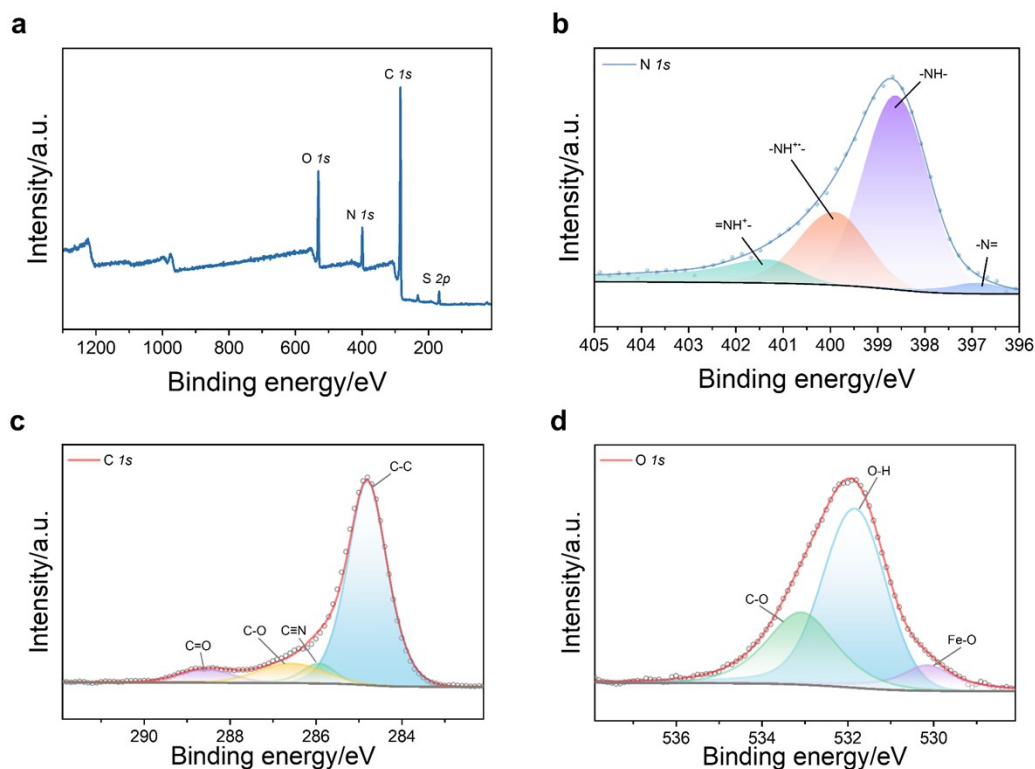 a
C 1s
O 1s
N 1s
S 2p
Intensity/a.u.
1200 1000 800 600 400 200
Binding energy/eV
b
N 1s
-NH-
-NH⁺·-
=NH⁺-
-N=
Intensity/a.u.
405 404 403 402 401 400 399 398 397 396
Binding energy/eV
c
C 1s
C-C
C≡N
C-O
C=O
Intensity/a.u.
290 288 286 284
Binding energy/eV
d
O 1s
O-H
C-O
Fe-O
Intensity/a.u.
536 534 532 530
Binding energy/eV